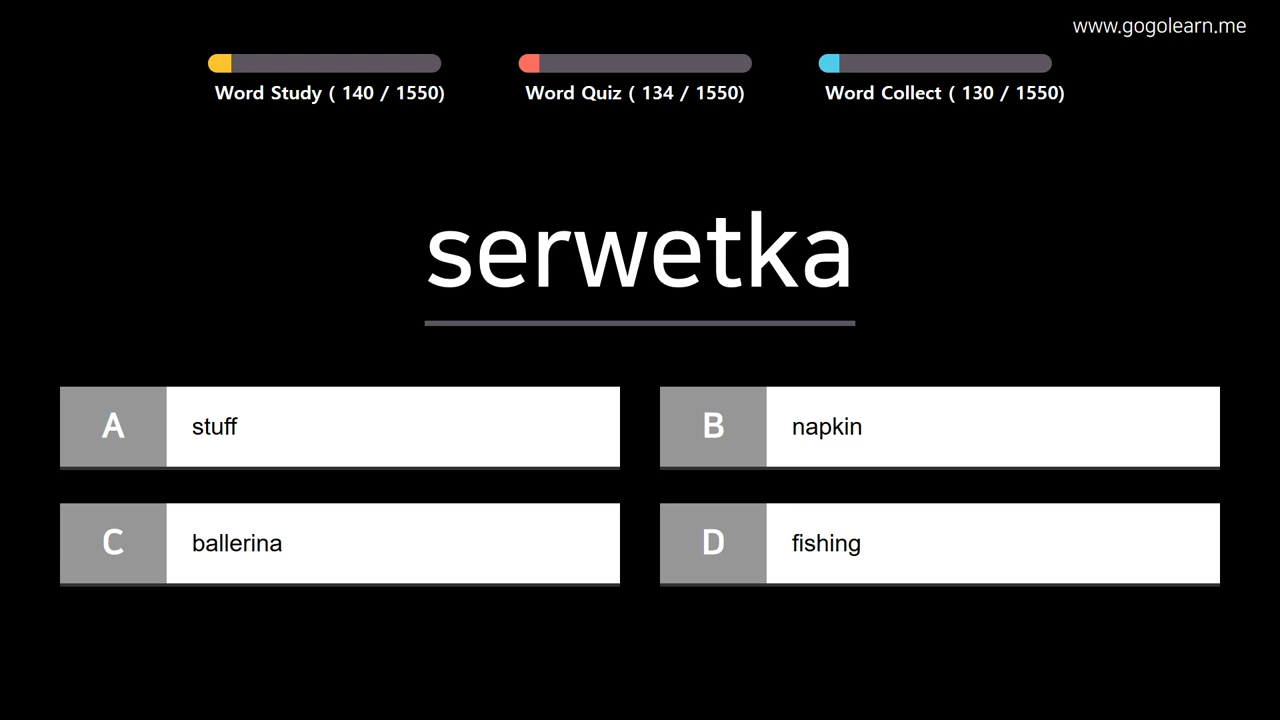 www.gogolearn.me
Word Study ( 140 / 1550)
Word Quiz ( 134 / 1550)
Word Collect ( 130 / 1550)
serwetka
A stuff
B napkin
C ballerina
D fishing